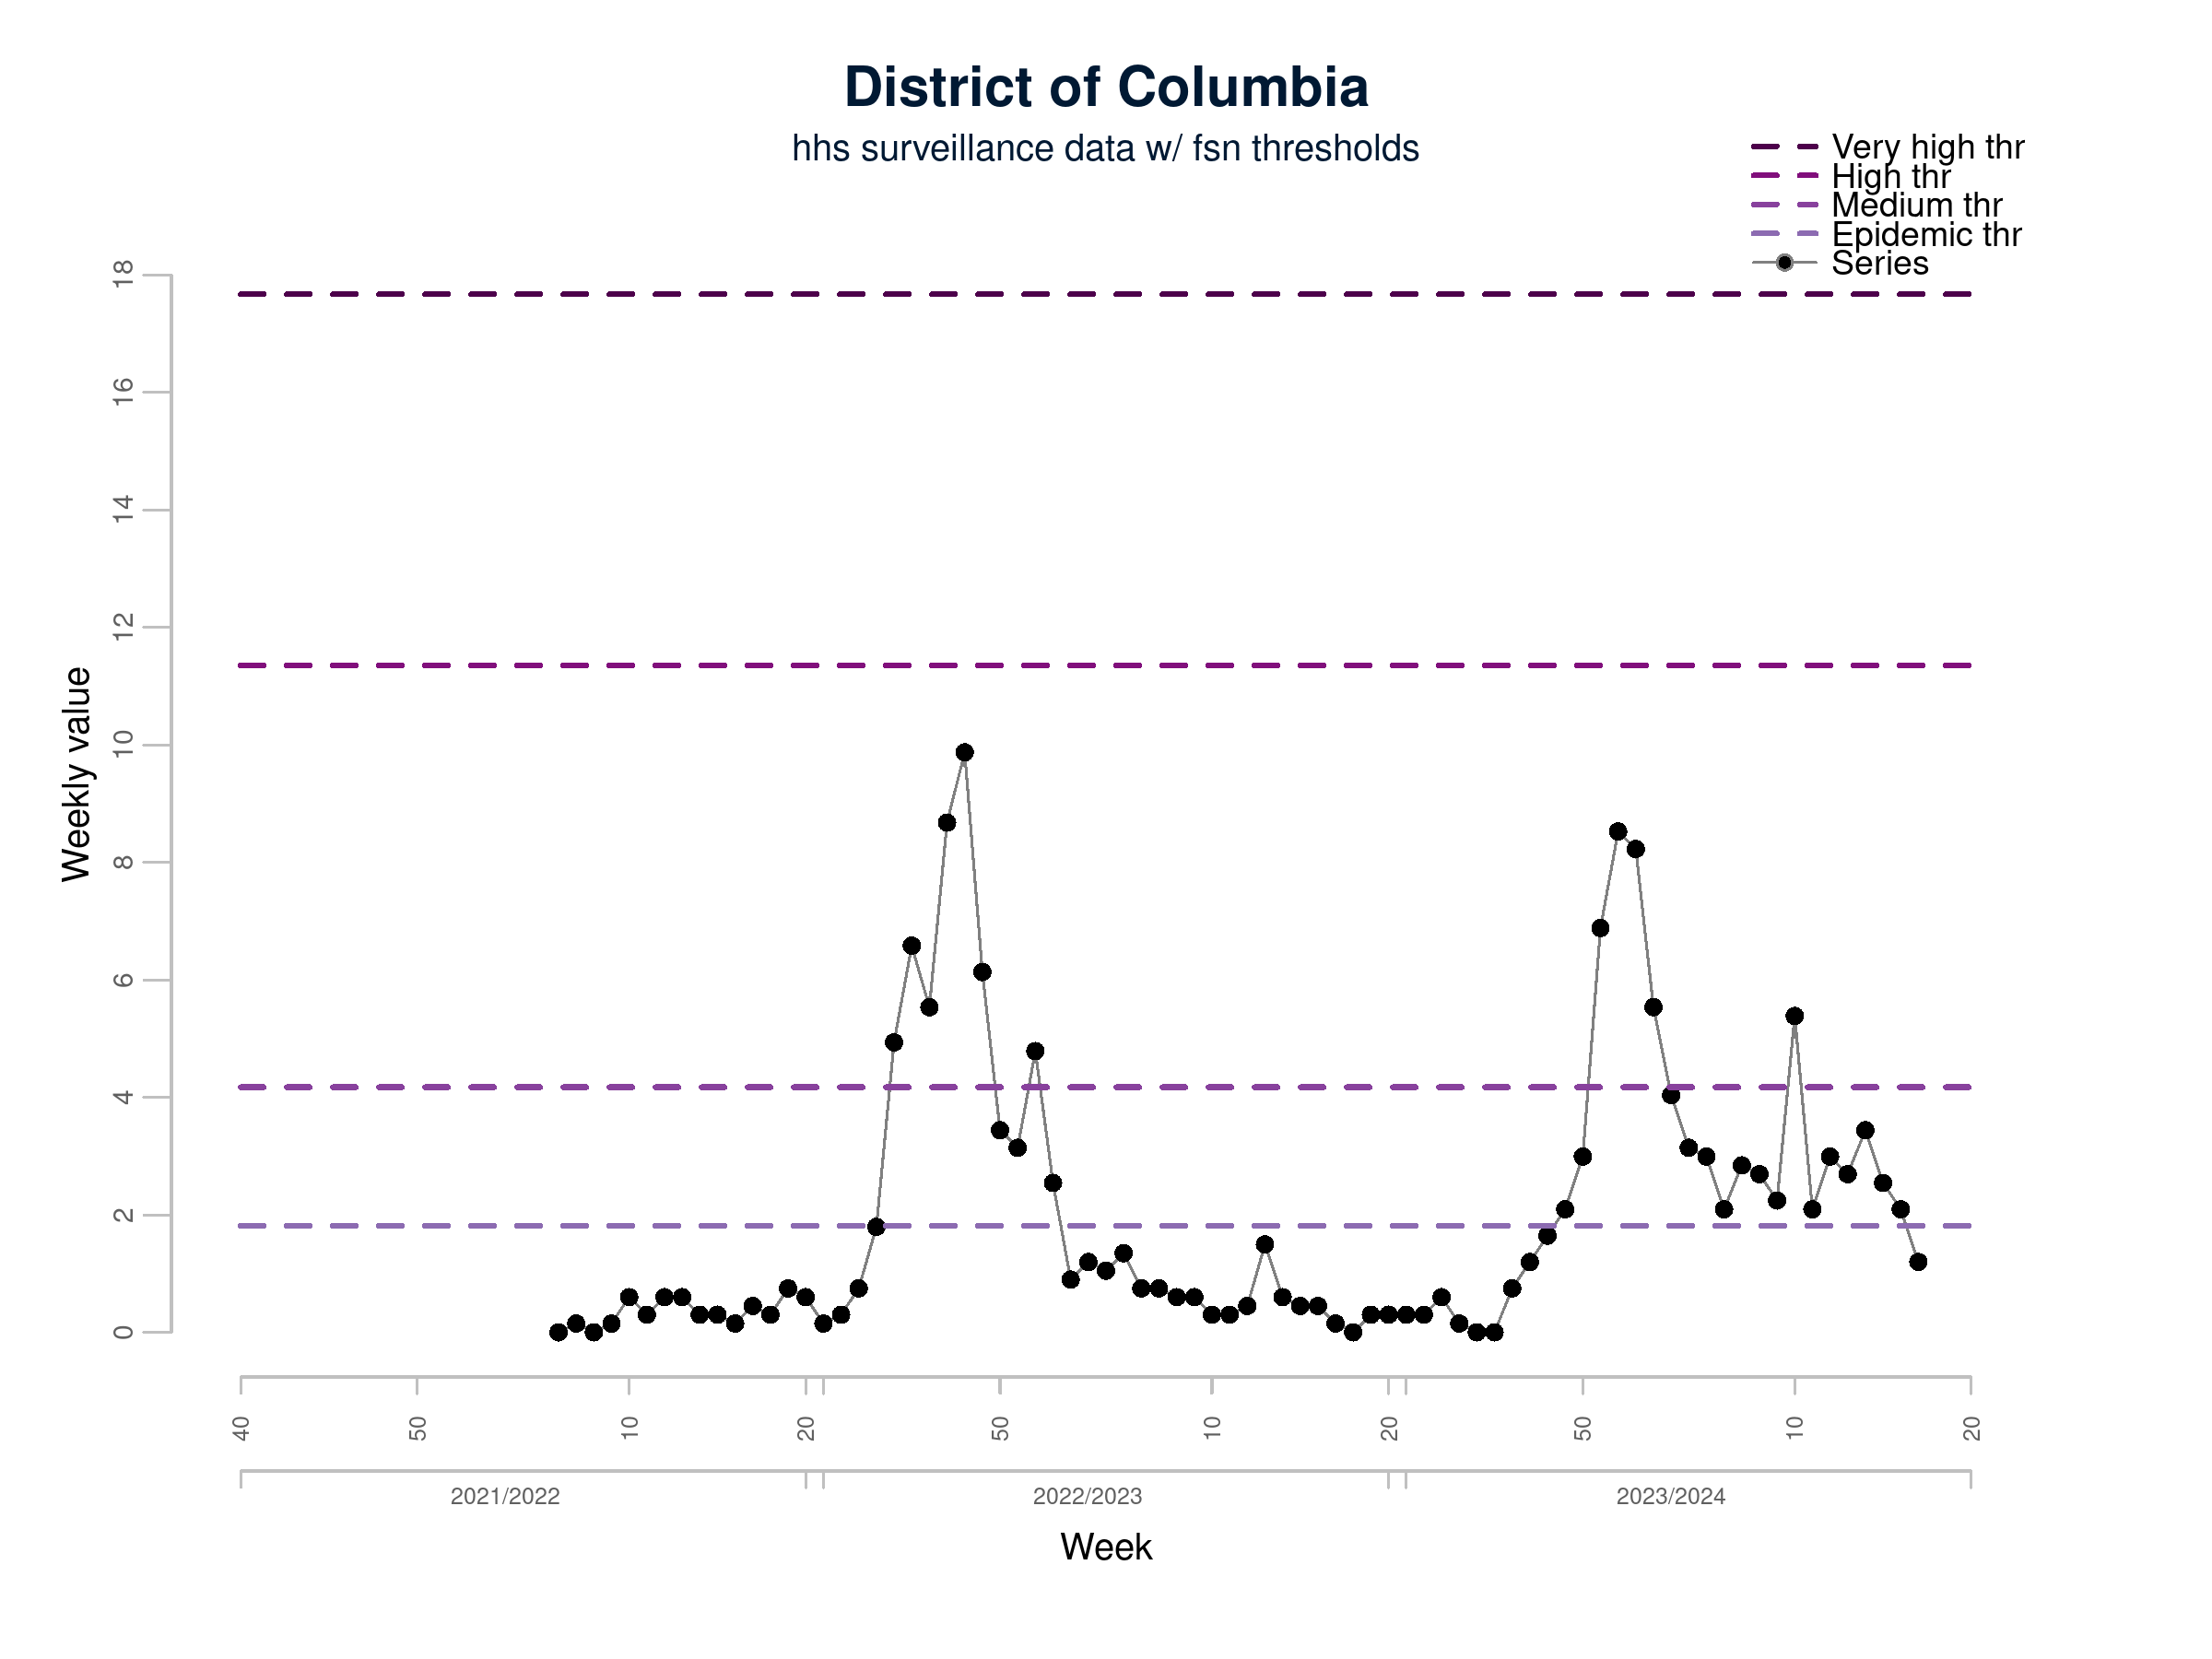 District of Columbia
hhs surveillance data w/ fsn thresholds
Very high thr
High thr
Medium thr
Epidemic thr
Series
18
16
14
12
10
8
6
4
2
0
Weekly value
40 50 10 20 50 10 20 50 10 20
2021/2022 2022/2023 2023/2024
Week